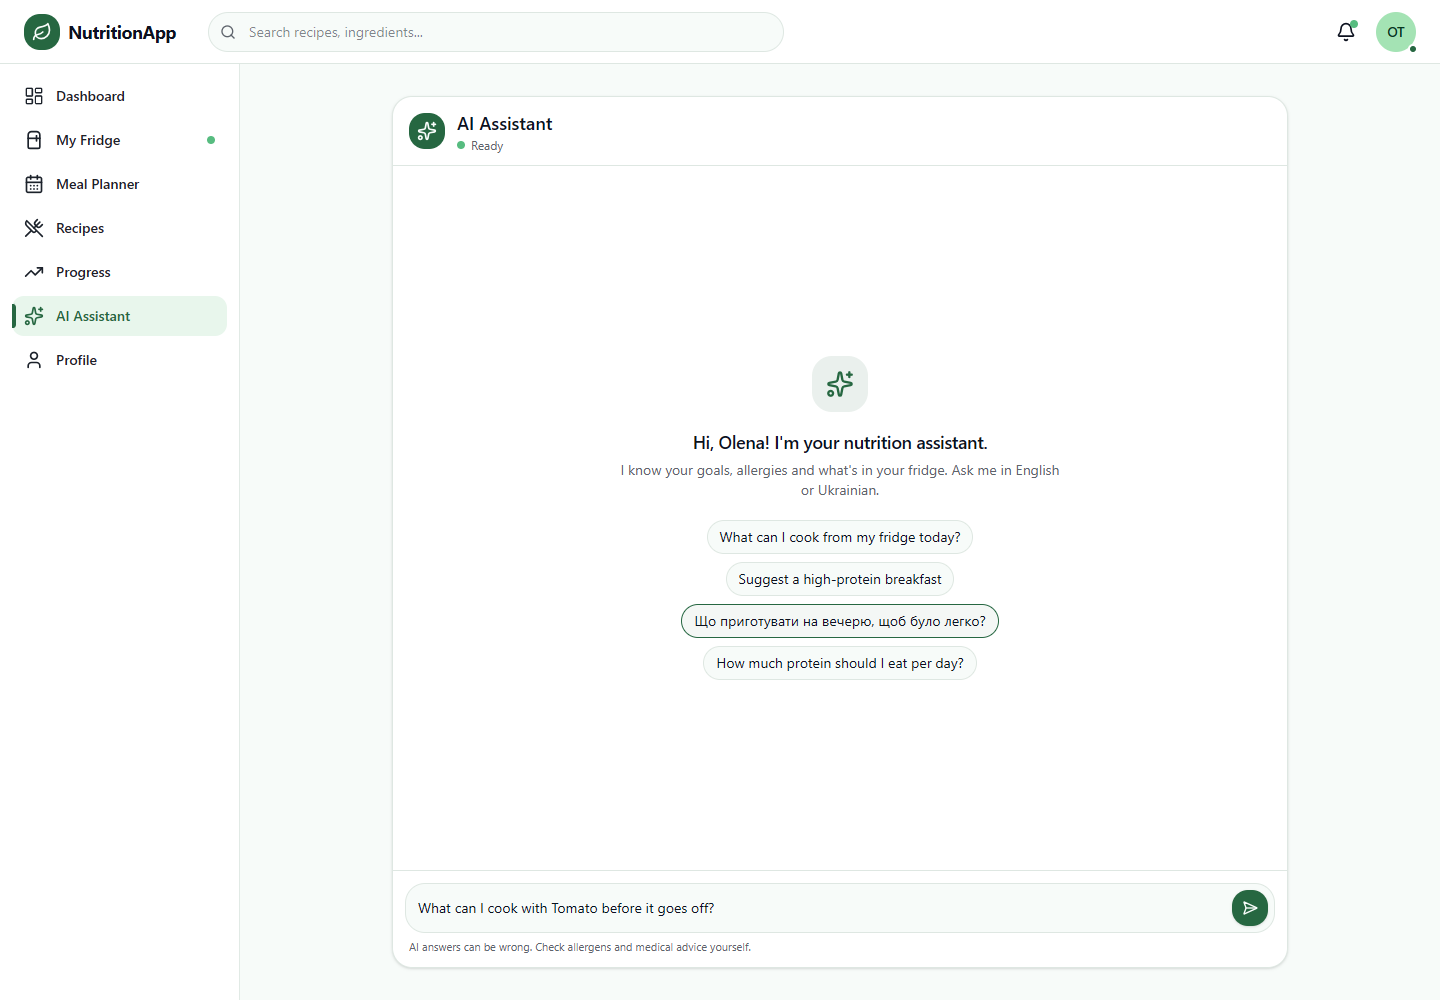 NutritionApp
Search recipes, ingredients...
OT
Dashboard
My Fridge
Meal Planner
Recipes
Progress
AI Assistant
Profile
AI Assistant
Ready
Hi, Olena! I'm your nutrition assistant.
I know your goals, allergies and what's in your fridge. Ask me in English
or Ukrainian.
What can I cook from my fridge today?
Suggest a high-protein breakfast
Що приготувати на вечерю, щоб було легко?
How much protein should I eat per day?
What can I cook with Tomato before it goes off?
AI answers can be wrong. Check allergens and medical advice yourself.